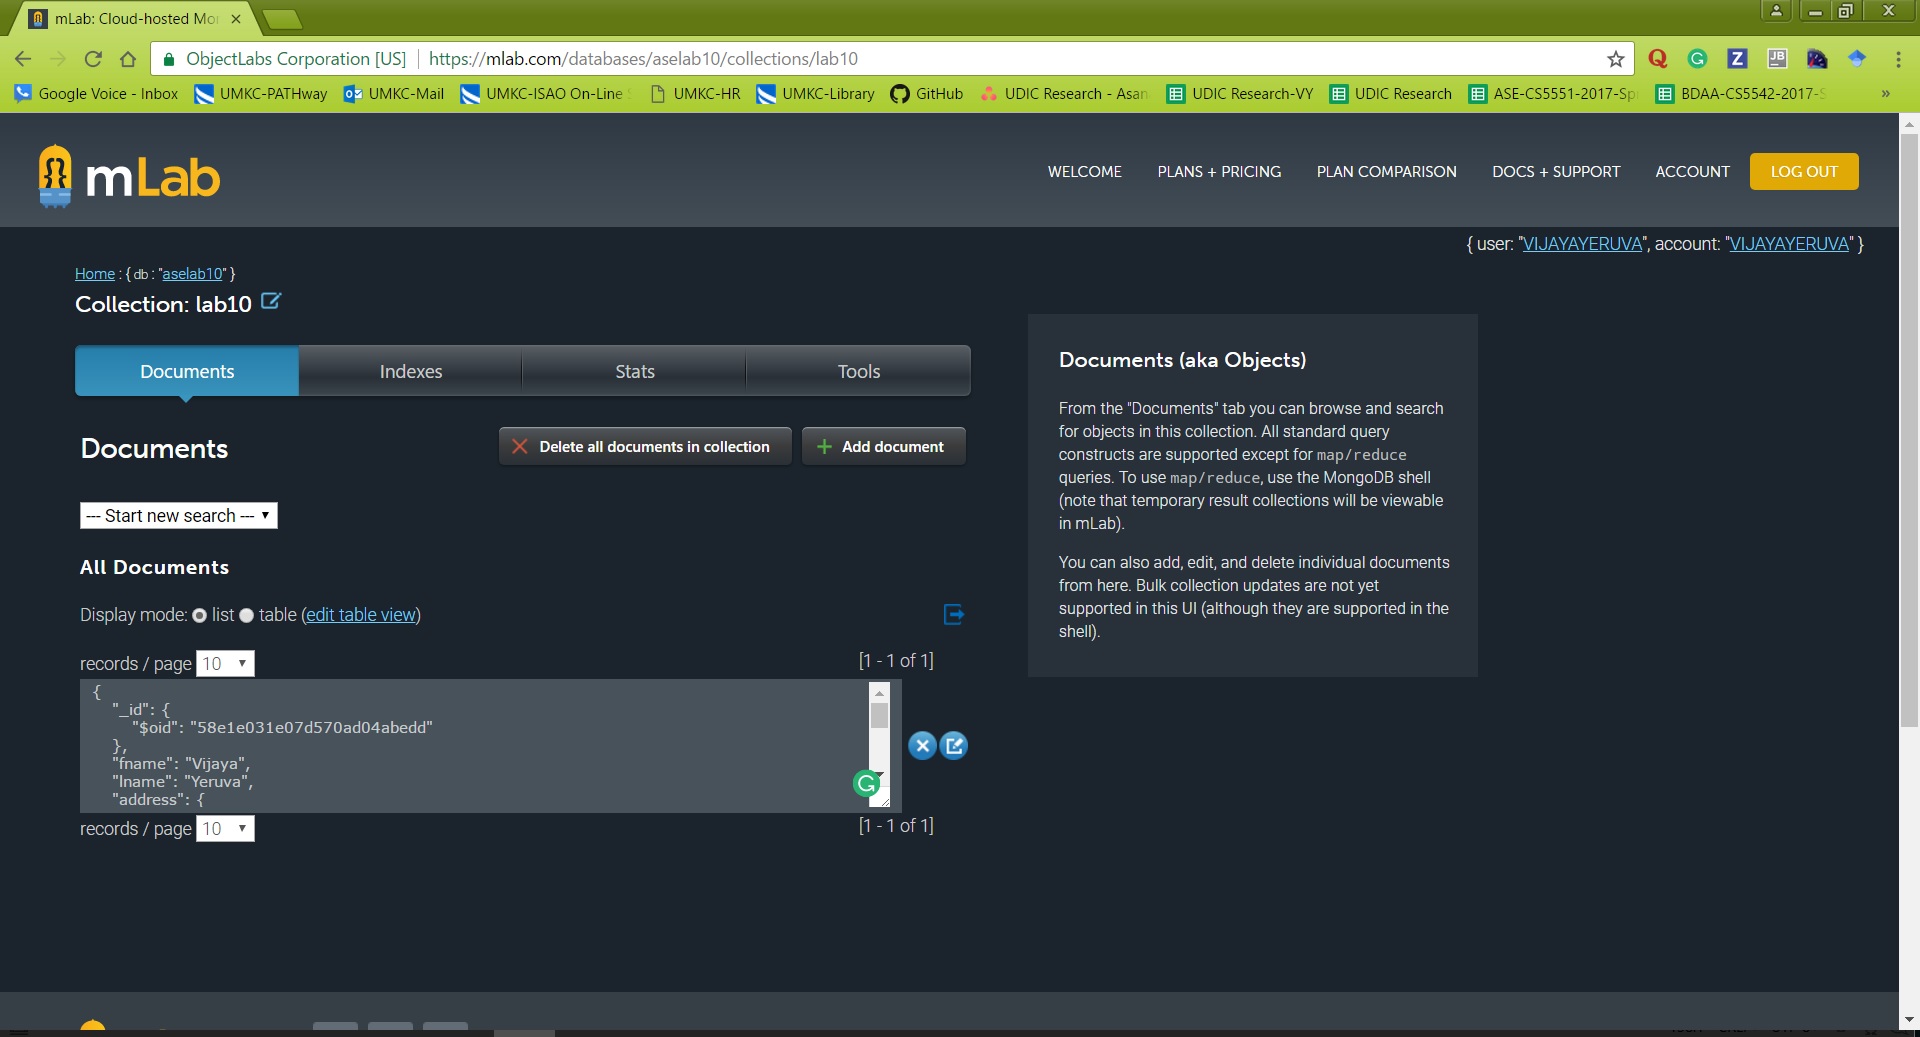 mLab: Cloud-hosted Mo
ObjectLabs Corporation [US] https://mlab.com/databases/aselab10/collections/lab10
Google Voice - Inbox UMKC-PATHway UMKC-Mail UMKC-ISAO On-Line UMKC-HR UMKC-Library GitHub UDIC Research - Asan UDIC Research-VY UDIC Research ASE-CS5551-2017-Sp BDAA-CS5542-2017-S »
mLab
WELCOME PLANS + PRICING PLAN COMPARISON DOCS + SUPPORT ACCOUNT LOG OUT
{ user: "VIJAYAYERUVA", account: "VIJAYAYERUVA" }
Home : { db : "aselab10" }
Collection: lab10
Documents Indexes Stats Tools
Documents
Delete all documents in collection
Add document
--- Start new search ---
All Documents
Display mode: list table (edit table view)
records / page 10
[1 - 1 of 1]
{
"_id": {
"$oid": "58e1e031e07d570ad04abedd"
},
"fname": "Vijaya",
"lname": "Yeruva",
"address": {
records / page 10
[1 - 1 of 1]
Documents (aka Objects)
From the "Documents" tab you can browse and search
for objects in this collection. All standard query
constructs are supported except for map/reduce
queries. To use map/reduce, use the MongoDB shell
(note that temporary result collections will be viewable
in mLab).
You can also add, edit, and delete individual documents
from here. Bulk collection updates are not yet
supported in this UI (although they are supported in the
shell).